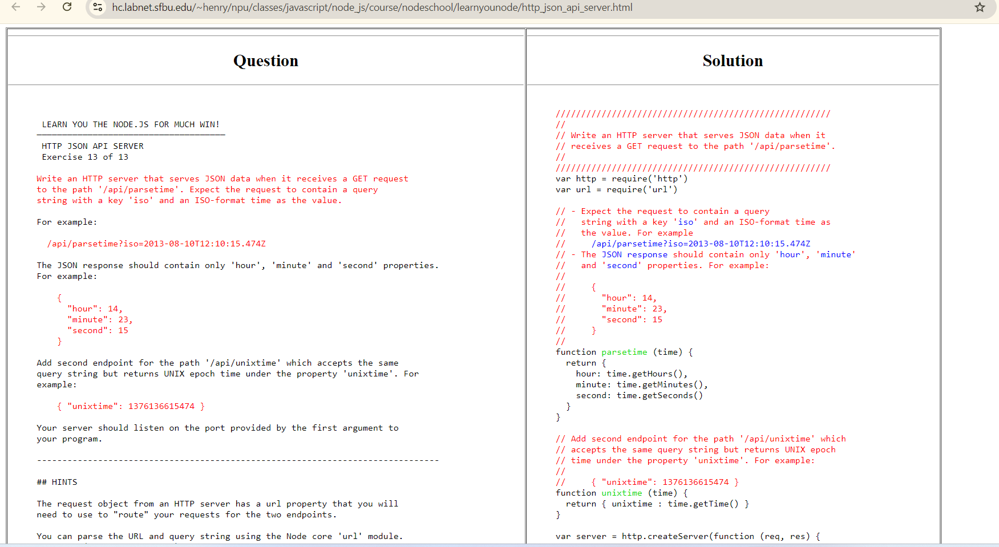 hc.labnet.sfbu.edu/~henry/npu/classes/javascript/node_js/course/nodeschool/learnyounode/http_json_api_server.html
Question
LEARN YOU THE NODE.JS FOR MUCH WIN!
HTTP JSON API SERVER
Exercise 13 of 13
Write an HTTP server that serves JSON data when it receives a GET request
to the path '/api/parsetime'. Expect the request to contain a query
string with a key 'iso' and an ISO-format time as the value.
For example:
/api/parsetime?iso=2013-08-10T12:10:15.474Z
The JSON response should contain only 'hour', 'minute' and 'second' properties.
For example:
{
"hour": 14,
"minute": 23,
"second": 15
}
Add second endpoint for the path '/api/unixtime' which accepts the same
query string but returns UNIX epoch time under the property 'unixtime'. For
example:
{ "unixtime": 1376136615474 }
Your server should listen on the port provided by the first argument to
your program.
-------------------------------------------------------------------------------
## HINTS
The request object from an HTTP server has a url property that you will
need to use to "route" your requests for the two endpoints.
You can parse the URL and query string using the Node core 'url' module.
Solution
//////////////////////////////////////////////////////
//
// Write an HTTP server that serves JSON data when it
// receives a GET request to the path '/api/parsetime'.
//
//////////////////////////////////////////////////////
var http = require('http')
var url = require('url')
// - Expect the request to contain a query
//   string with a key 'iso' and an ISO-format time as
//   the value. For example
//     /api/parsetime?iso=2013-08-10T12:10:15.474Z
// - The JSON response should contain only 'hour', 'minute'
//   and 'second' properties. For example:
//
//     {
//       "hour": 14,
//       "minute": 23,
//       "second": 15
//     }
//
function parsetime (time) {
return {
hour: time.getHours(),
minute: time.getMinutes(),
second: time.getSeconds()
}
}
// Add second endpoint for the path '/api/unixtime' which
// accepts the same query string but returns UNIX epoch
// time under the property 'unixtime'. For example:
//
//     { "unixtime": 1376136615474 }
function unixtime (time) {
return { unixtime : time.getTime() }
}
var server = http.createServer(function (req, res) {